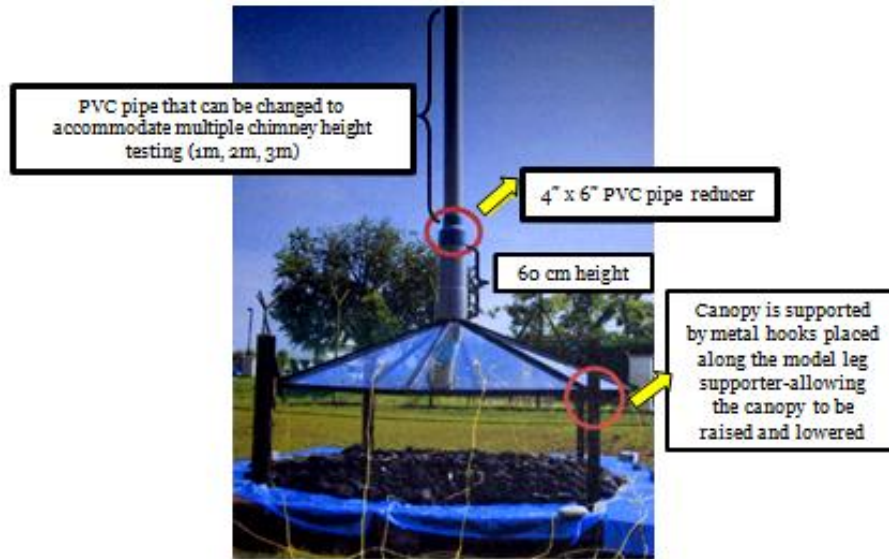 PVC pipe that can be changed to
accommodate multiple chimney height
testing (1m, 2m, 3m)
4" x 6" PVC pipe reducer
60 cm height
Canopy is supported
by metal hooks placed
along the model leg
supporter-allowing
the canopy to be
raised and lowered